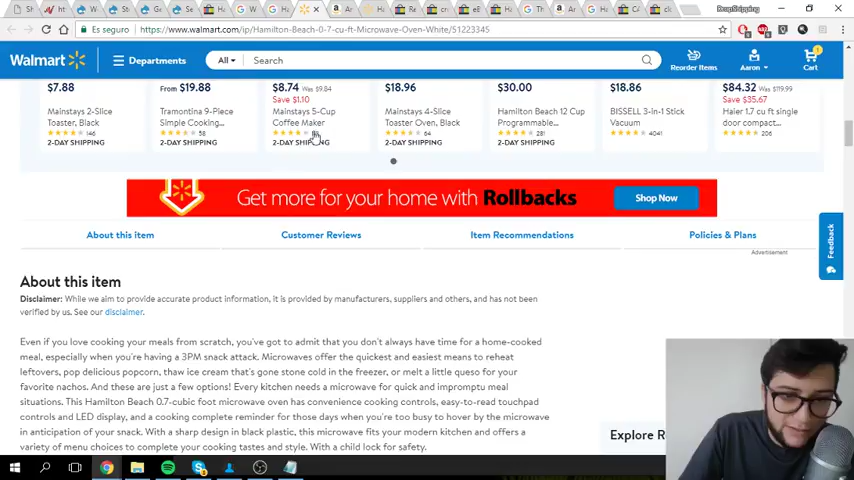 DropShipping
Es seguro
https://www.walmart.com/ip/Hamilton-Beach-0-7-cu-ft-Microwave-Oven-White/51223345
Walmart
Departments
All
Search
Reorder Items
Aaron
Cart
1
$7.88
From $19.88
$8.74 Was $9.84
$18.96
$30.00
$18.86
$84.32 Was $119.99
Save $1.10
Save $35.67
Mainstays 2-Slice
Toaster, Black
Tramontina 9-Piece
Simple Cooking...
Mainstays 5-Cup
Coffee Maker
Mainstays 4-Slice
Toaster Oven, Black
Hamilton Beach 12 Cup
Programmable...
BISSELL 3-in-1 Stick
Vacuum
Haier 1.7 cu ft single
door compact...
146
58
64
281
4041
206
2-DAY SHIPPING
2-DAY SHIPPING
2-DAY SHIPPING
2-DAY SHIPPING
Get more for your home with Rollbacks
Shop Now
Feedback
About this item
Customer Reviews
Item Recommendations
Policies & Plans
Advertisement
About this item
Disclaimer: While we aim to provide accurate product information, it is provided by manufacturers, suppliers and others, and has not been
verified by us. See our disclaimer.
Even if you love cooking your meals from scratch, you've got to admit that you don't always have time for a home-cooked
meal, especially when you're having a 3PM snack attack. Microwaves offer the quickest and easiest means to reheat
leftovers, pop delicious popcorn, thaw ice cream that's gone stone cold in the freezer, or melt a little queso for your
favorite nachos. And these are just a few options! Every kitchen needs a microwave for quick and impromptu meal
situations. This Hamilton Beach 0.7-cubic foot microwave oven has convenience cooking controls, easy-to-read touchpad
controls and LED display, and a cooking complete reminder for those days when you're too busy to hover by the microwave
in anticipation of your snack. With a sharp design in black plastic, this microwave fits your modern kitchen and offers a
variety of menu choices to complete your cooking tastes and style. With a child lock for safety.
Explore